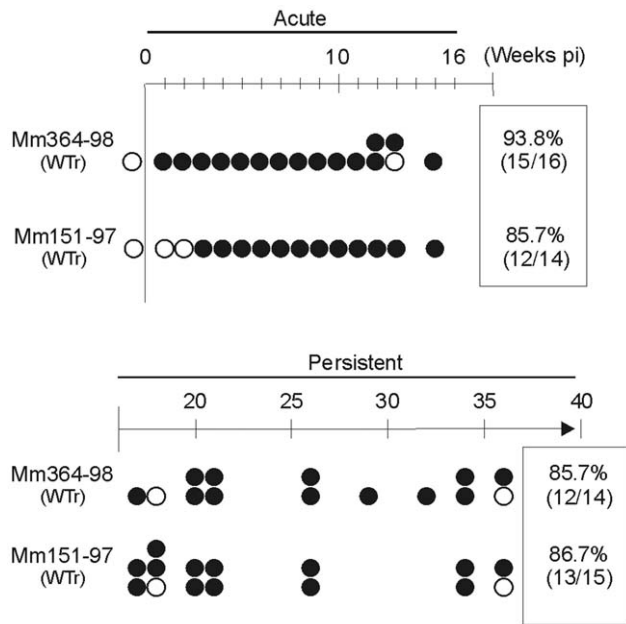 Acute
0 10 16 (Weeks pi)
Mm364-98
(WTr)
93.8%
(15/16)
Mm151-97
(WTr)
85.7%
(12/14)
Persistent
20 25 30 35 40
Mm364-98
(WTr)
85.7%
(12/14)
Mm151-97
(WTr)
86.7%
(13/15)